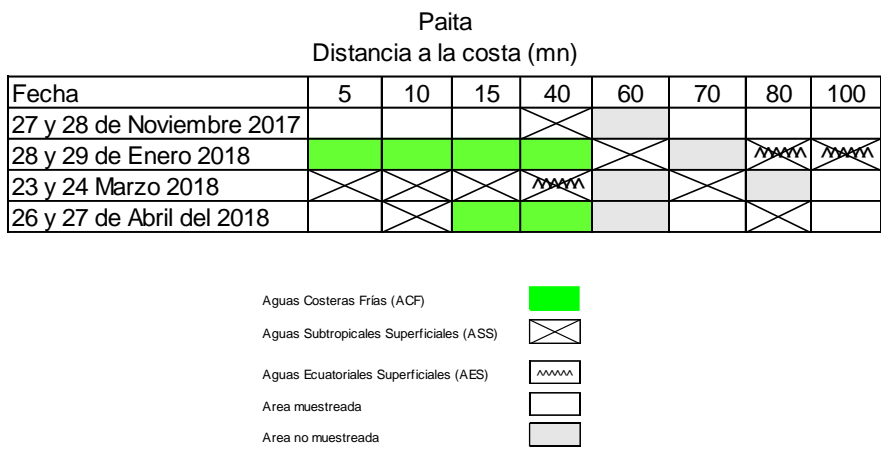 Paita
Distancia a la costa (mn)
Fecha 5 10 15 40 60 70 80 100
27 y 28 de Noviembre 2017
28 y 29 de Enero 2018
23 y 24 Marzo 2018
26 y 27 de Abril del 2018
Aguas Costeras Frías (ACF)
Aguas Subtropicales Superficiales (ASS)
Aguas Ecuatoriales Superficiales (AES)
Area muestreada
Area no muestreada